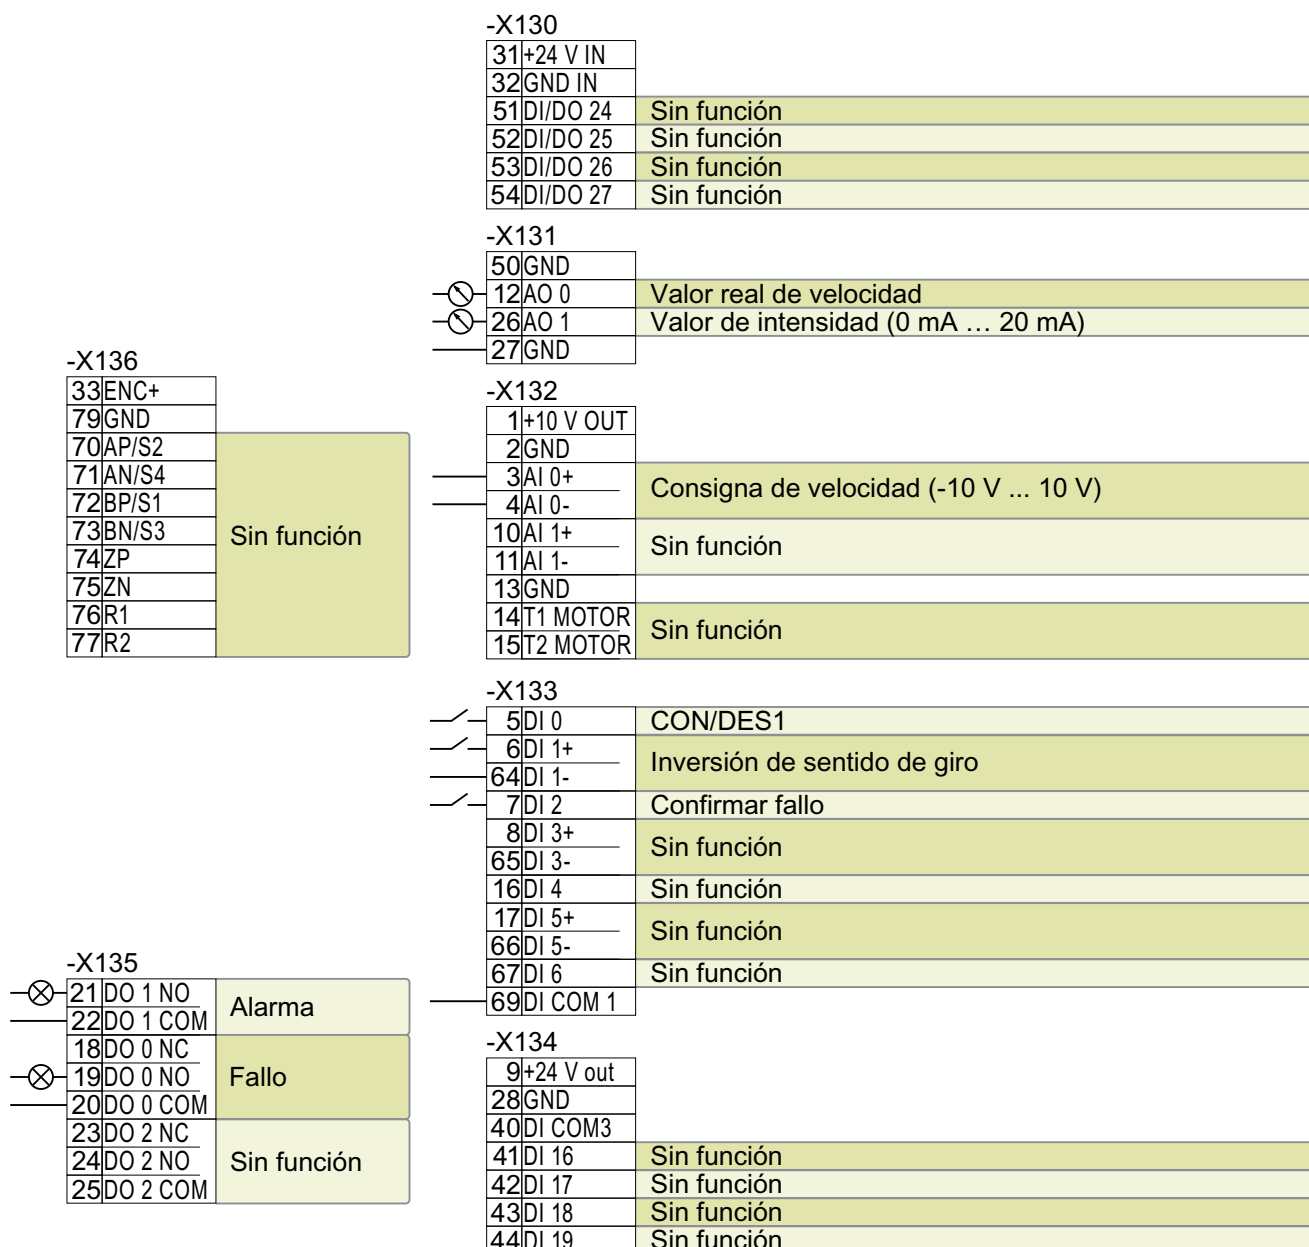 -X130
31 +24 V IN
32 GND IN
51 DI/DO 24 Sin función
52 DI/DO 25 Sin función
53 DI/DO 26 Sin función
54 DI/DO 27 Sin función
-X131
50 GND
12 AO 0 Valor real de velocidad
26 AO 1 Valor de intensidad (0 mA … 20 mA)
27 GND
-X136
33 ENC+
79 GND
70 AP/S2
71 AN/S4
72 BP/S1
73 BN/S3
Sin función
74 ZP
75 ZN
76 R1
77 R2
-X132
1 +10 V OUT
2 GND
3 AI 0+
Consigna de velocidad (-10 V ... 10 V)
4 AI 0-
10 AI 1+
Sin función
11 AI 1-
13 GND
14 T1 MOTOR
Sin función
15 T2 MOTOR
-X133
5 DI 0 CON/DES1
6 DI 1+
Inversión de sentido de giro
64 DI 1-
7 DI 2 Confirmar fallo
8 DI 3+
Sin función
65 DI 3-
16 DI 4 Sin función
17 DI 5+
Sin función
66 DI 5-
67 DI 6 Sin función
69 DI COM 1
-X135
21 DO 1 NO
Alarma
22 DO 1 COM
18 DO 0 NC
19 DO 0 NO Fallo
20 DO 0 COM
23 DO 2 NC
24 DO 2 NO Sin función
25 DO 2 COM
-X134
9 +24 V out
28 GND
40 DI COM3
41 DI 16 Sin función
42 DI 17 Sin función
43 DI 18 Sin función
44 DI 19 Sin función